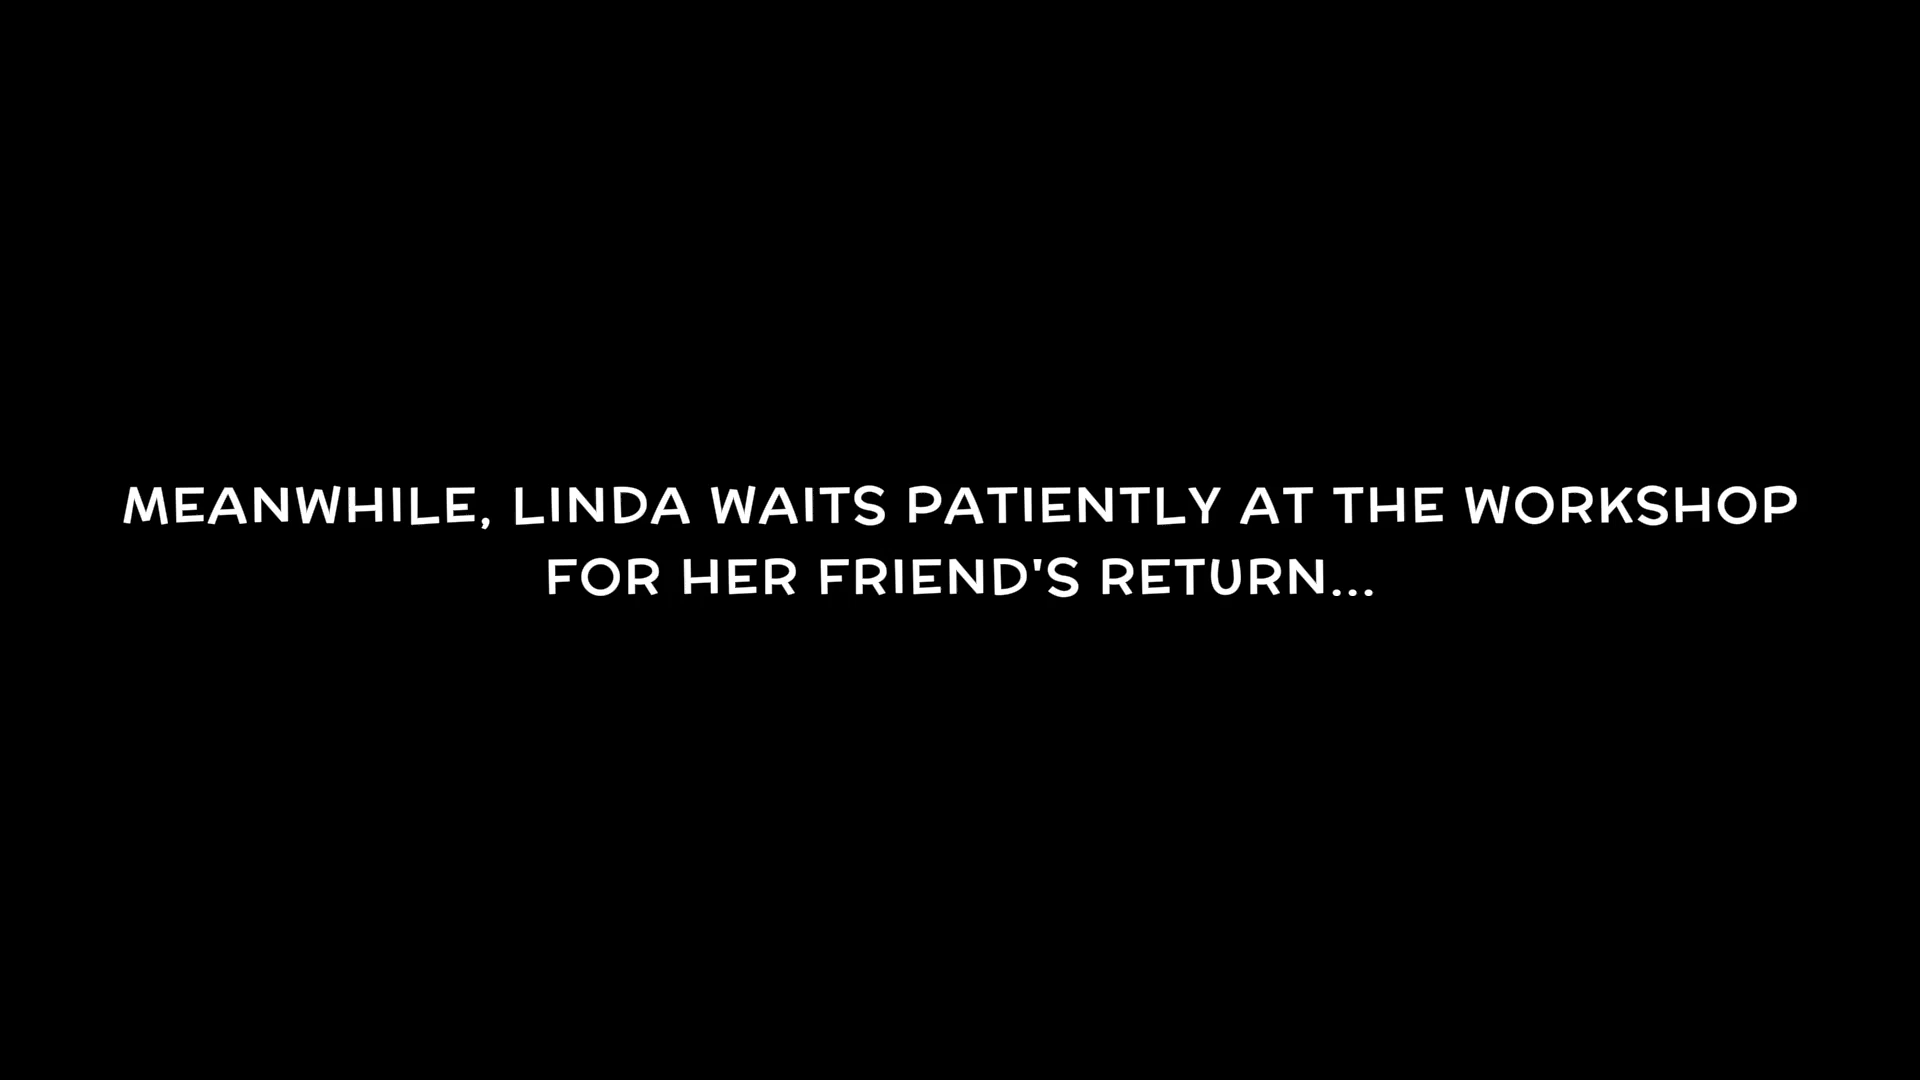 MEANWHILE, LINDA WAITS PATIENTLY AT THE WORKSHOP
FOR HER FRIEND'S RETURN...